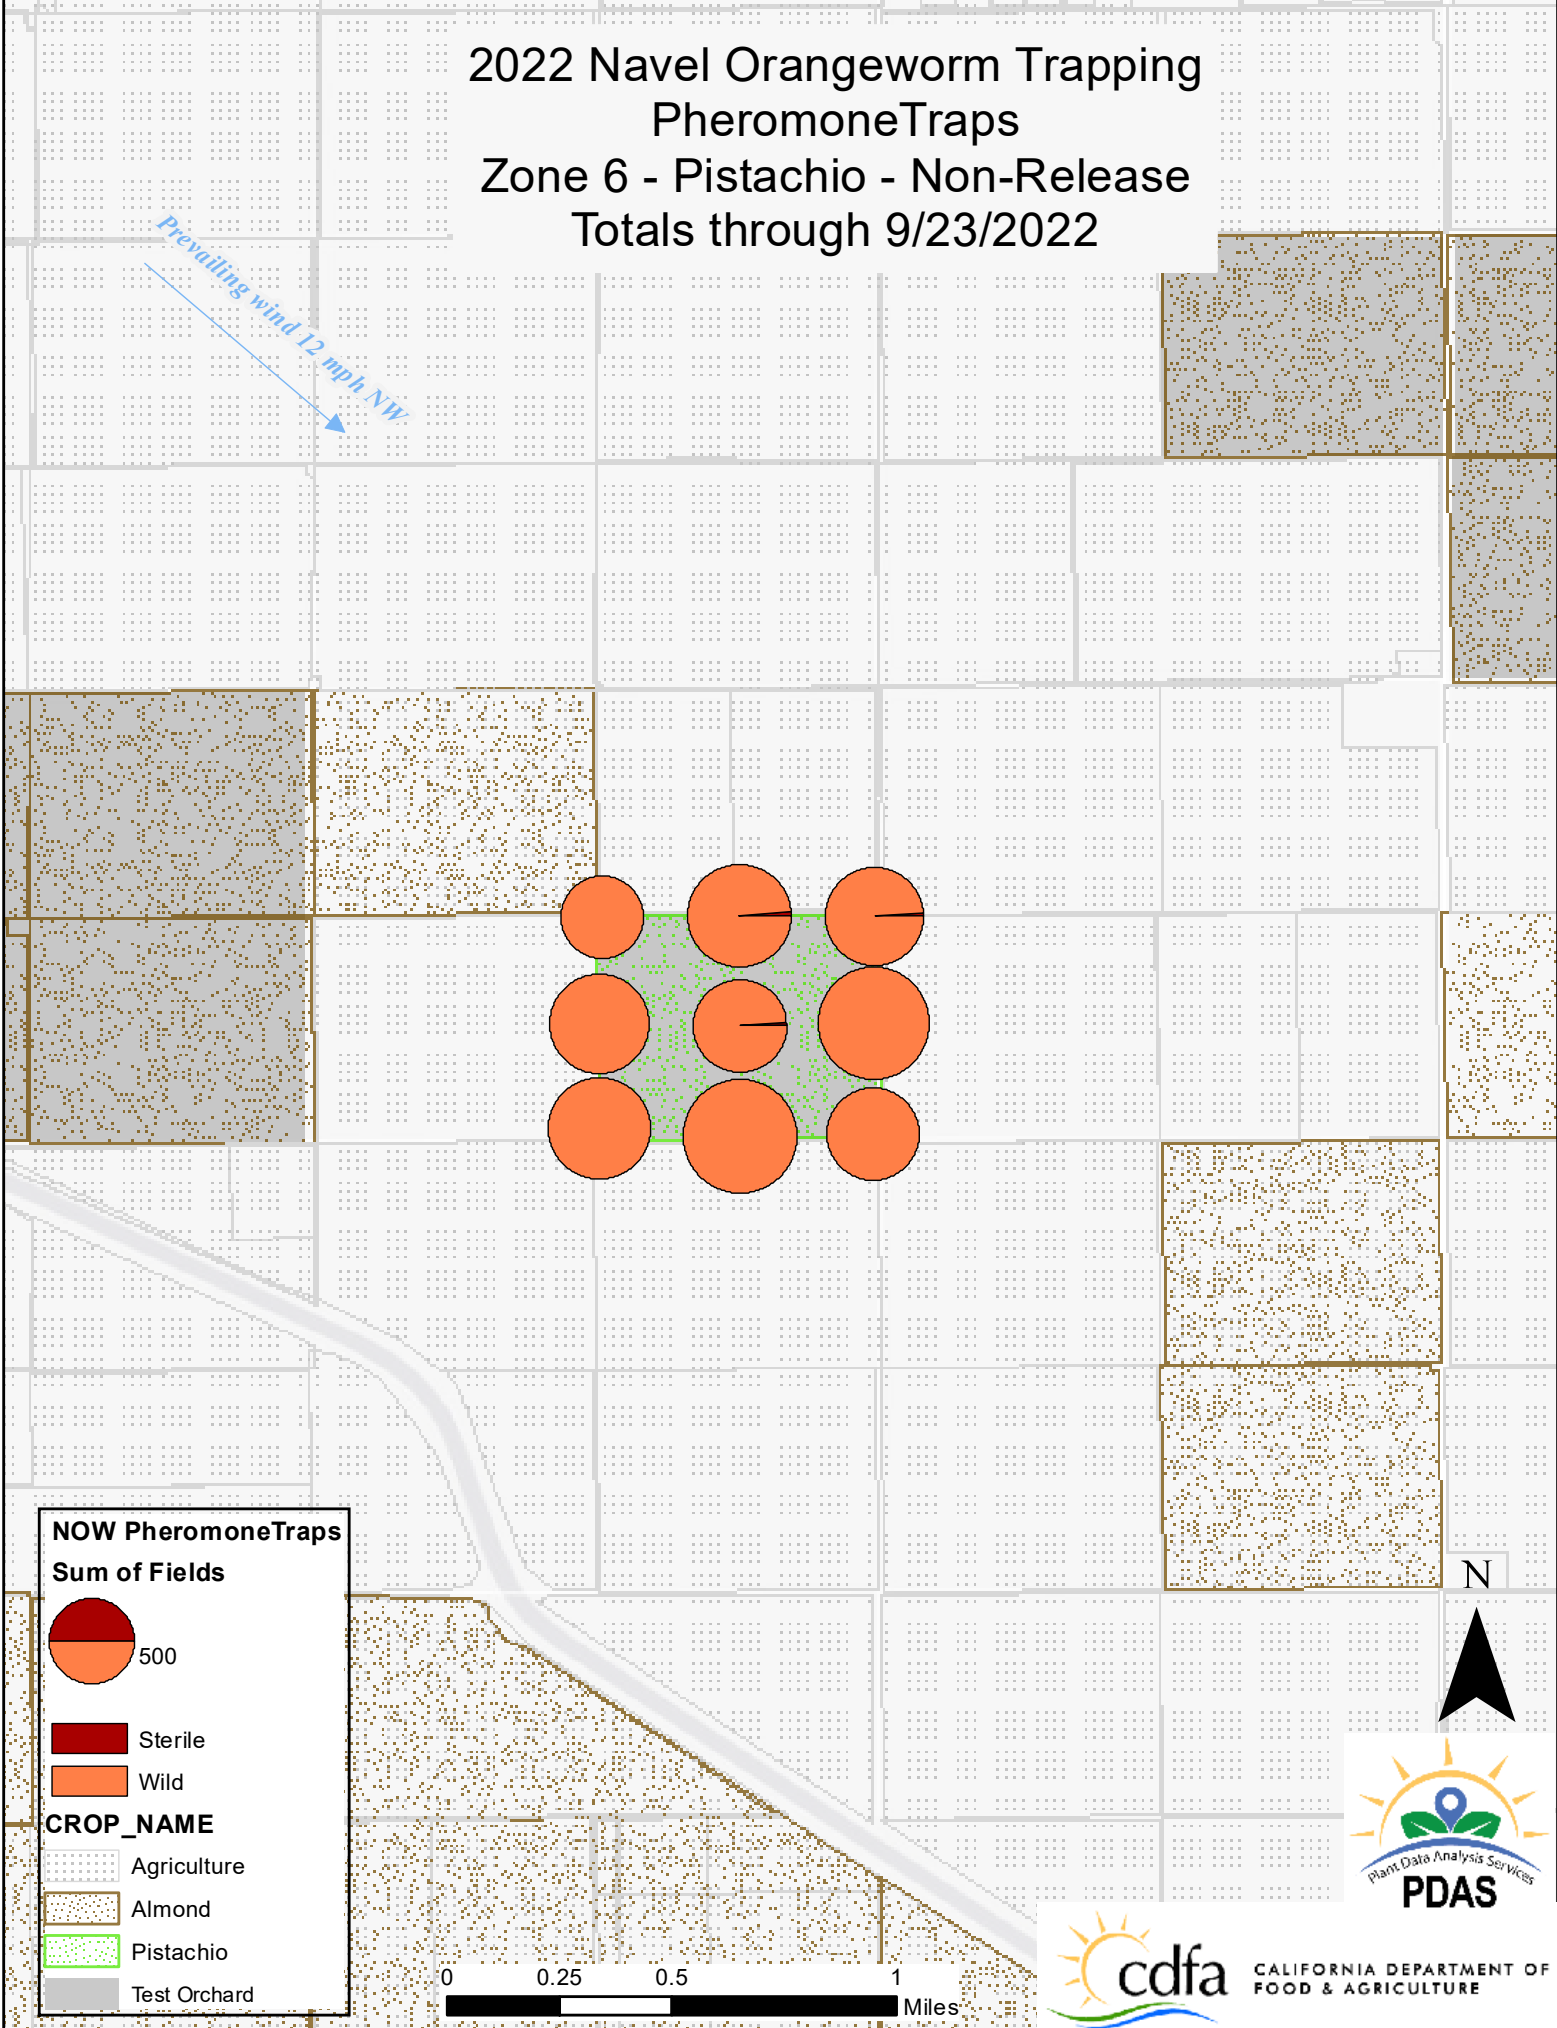 2022 Navel Orangeworm Trapping
PheromoneTraps
Zone 6 - Pistachio - Non-Release
Totals through 9/23/2022
Prevailing wind 12 mph NW
NOW PheromoneTraps
Sum of Fields
500
Sterile
Wild
CROP_NAME
Agriculture
Almond
Pistachio
Test Orchard
0 0.25 0.5 1
Miles
N
Plant Data Analysis Services
PDAS
cdfa
CALIFORNIA DEPARTMENT OF
FOOD & AGRICULTURE